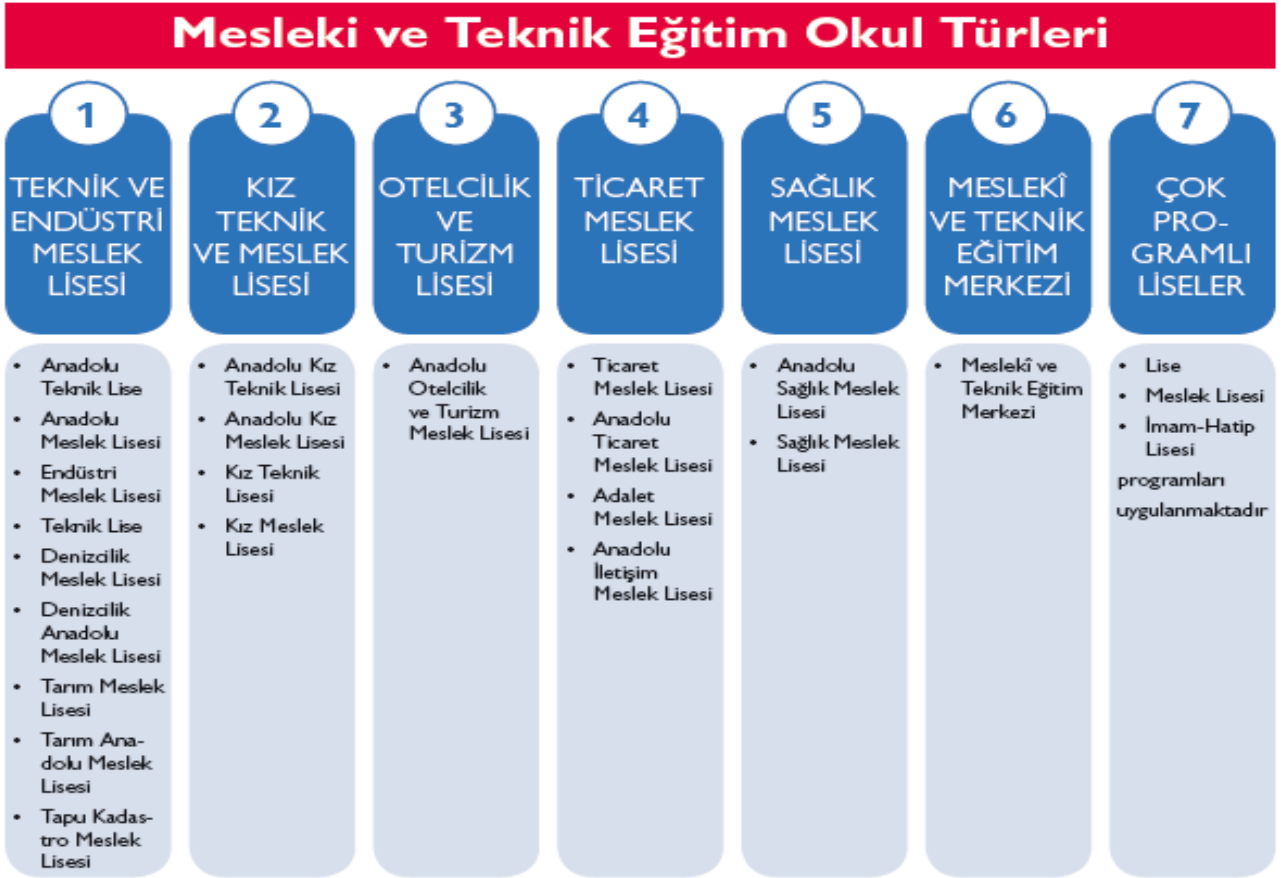 Mesleki ve Teknik Eğitim Okul Türleri
1
TEKNİK VE
ENDÜSTRİ
MESLEK
LİSESİ
• Anadolu
Teknik Lise
• Anadolu
Meslek Lisesi
• Endüstri
Meslek Lisesi
• Teknik Lise
• Denizcilik
Meslek Lisesi
• Denizcilik
Anadolu
Meslek Lisesi
• Tarım Meslek
Lisesi
• Tarım Ana-
dolu Meslek
Lisesi
• Tapu Kadas-
tro Meslek
Lisesi
2
KIZ
TEKNİK
VE MESLEK
LİSESİ
• Anadolu Kız
Teknik Lisesi
• Anadolu Kız
Meslek Lisesi
• Kız Teknik
Lisesi
• Kız Meslek
Lisesi
3
OTELCİLİK
VE
TURİZM
LİSESİ
• Anadolu
Otelcilik
ve Turizm
Meslek Lisesi
4
TİCARET
MESLEK
LİSESİ
• Ticaret
Meslek Lisesi
• Anadolu
Ticaret
Meslek Lisesi
• Adalet
Meslek Lisesi
• Anadolu
İletişim
Meslek Lisesi
5
SAĞLIK
MESLEK
LİSESİ
• Anadolu
Sağlık Meslek
Lisesi
• Sağlık Meslek
Lisesi
6
MESLEKÎ
VE TEKNİK
EĞİTİM
MERKEZİ
• Meslekî ve
Teknik Eğitim
Merkezi
7
ÇOK
PRO-
GRAMLI
LİSELER
• Lise
• Meslek Lisesi
• İmam-Hatip
Lisesi
programları
uygulanmaktadır